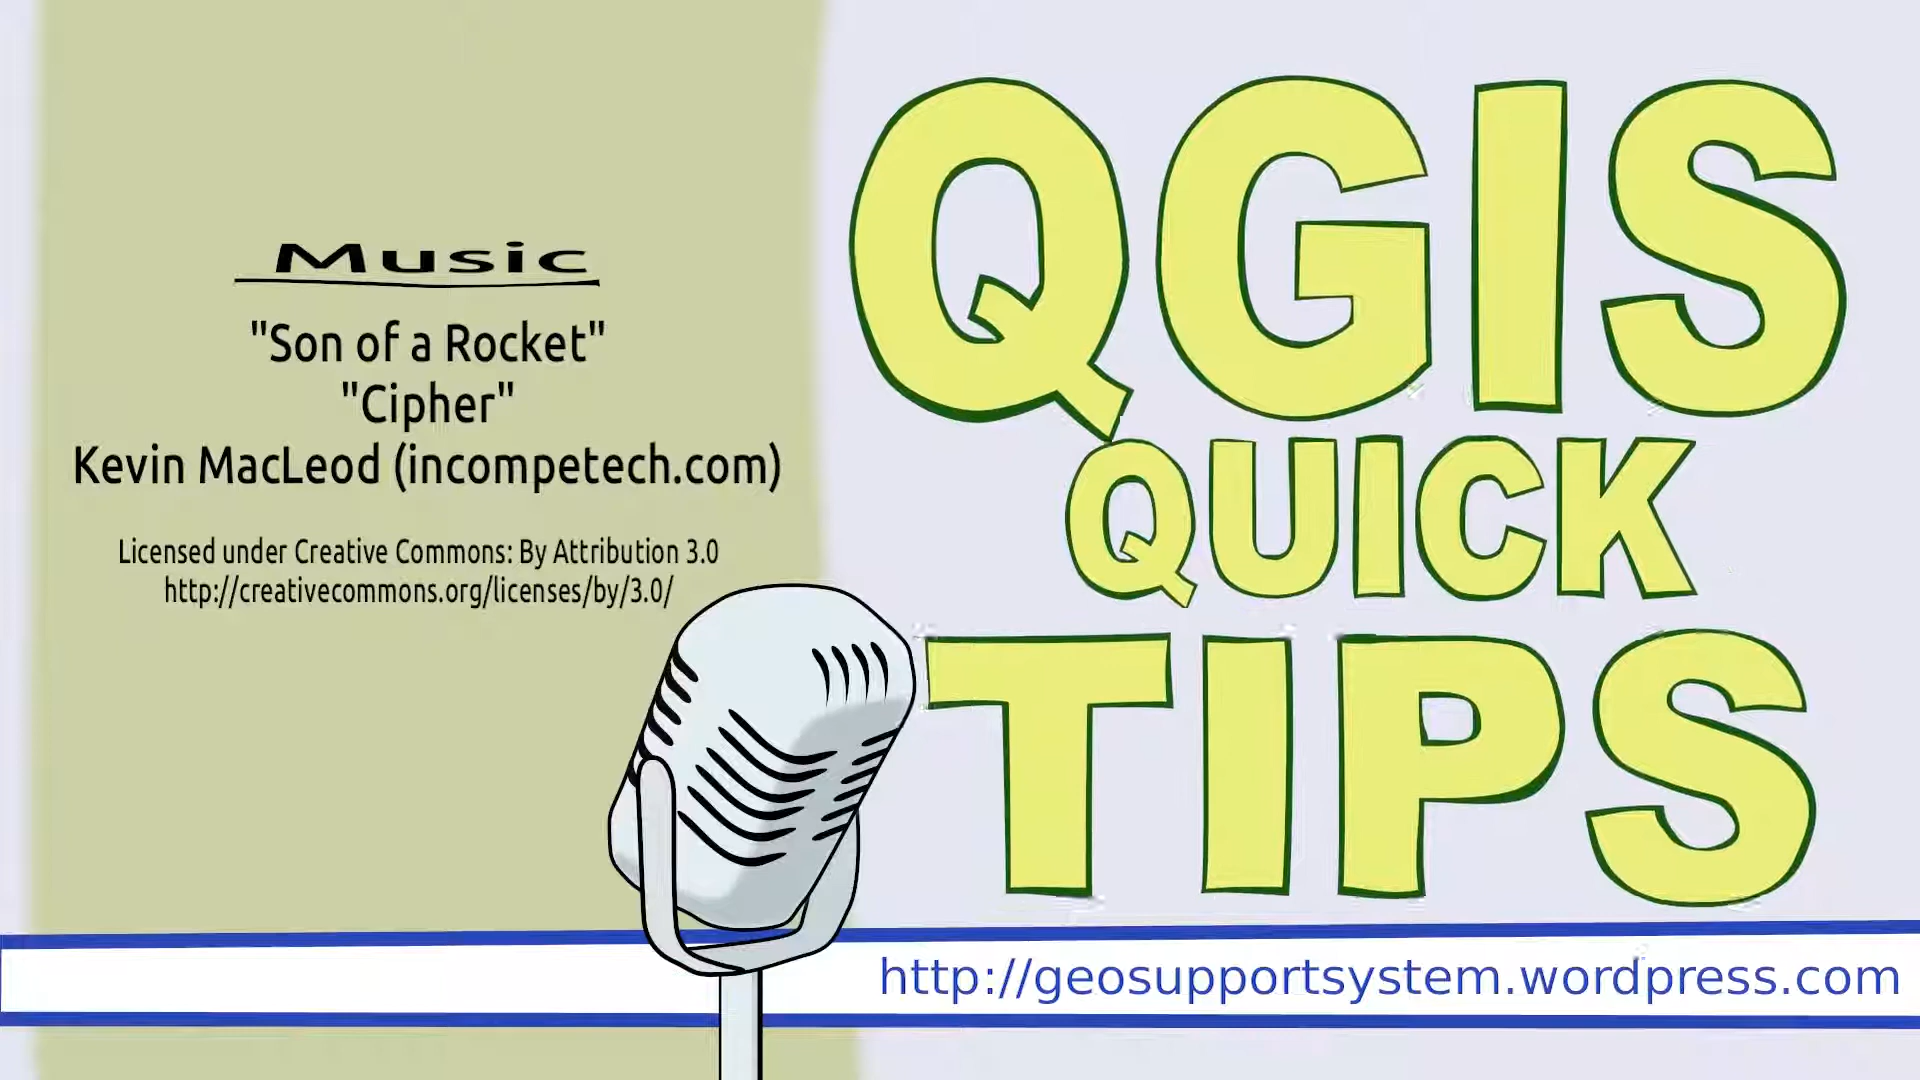 Music
"Son of a Rocket"
"Cipher"
Kevin MacLeod (incompetech.com)
Licensed under Creative Commons: By Attribution 3.0
http://creativecommons.org/licenses/by/3.0/
QGIS
QUICK
TIPS
http://geosupportsystem.wordpress.com